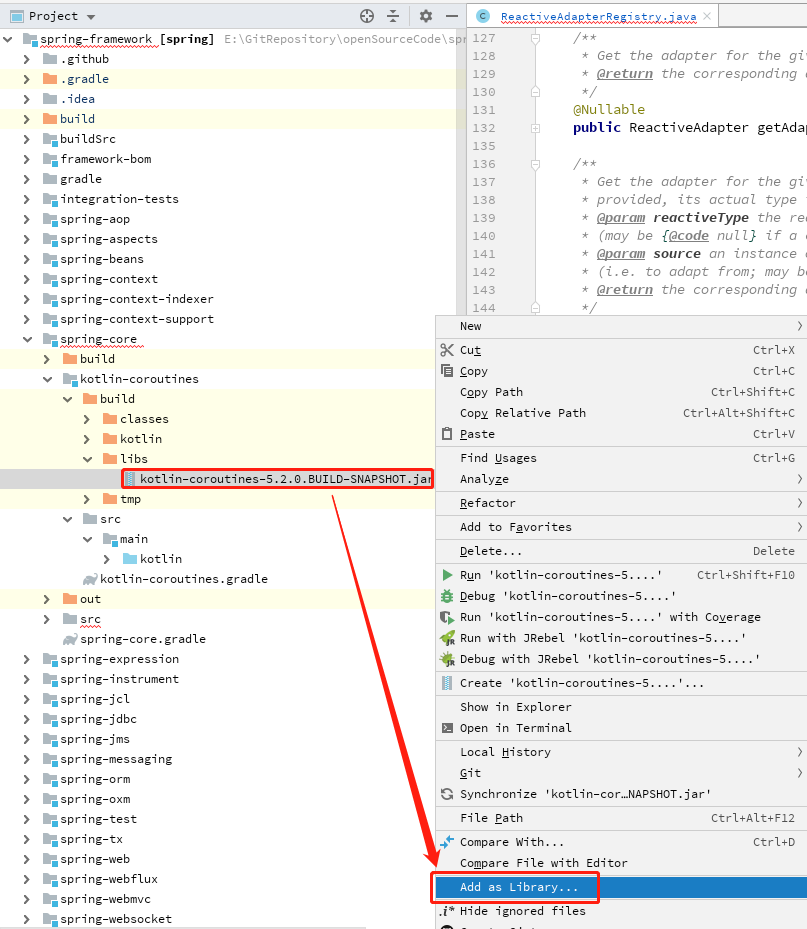 Project
spring-framework [spring] E:\GitRepository\openSourceCode\spr
.github
.gradle
.idea
build
buildSrc
framework-bom
gradle
integration-tests
spring-aop
spring-aspects
spring-beans
spring-context
spring-context-indexer
spring-context-support
spring-core
build
kotlin-coroutines
build
classes
kotlin
libs
kotlin-coroutines-5.2.0.BUILD-SNAPSHOT.jar
tmp
src
main
kotlin
kotlin-coroutines.gradle
out
src
spring-core.gradle
spring-expression
spring-instrument
spring-jcl
spring-jdbc
spring-jms
spring-messaging
spring-orm
spring-oxm
spring-test
spring-tx
spring-web
spring-webflux
spring-webmvc
spring-websocket
ReactiveAdapterRegistry.java
127 /**
128 * Get the adapter for the giv
129 * @return the corresponding
130 */
131 @Nullable
132 public ReactiveAdapter getAdap
135
136 /**
137 * Get the adapter for the giv
138 * provided, its actual type
139 * @param reactiveType the rea
140 * (may be {@code null} if a
141 * @param source an instance
142 * (i.e. to adapt from; may be
143 * @return the corresponding
144 */
New
Cut Ctrl+X
Copy Ctrl+C
Copy Path Ctrl+Shift+C
Copy Relative Path Ctrl+Alt+Shift+C
Paste Ctrl+V
Find Usages Ctrl+G
Analyze
Refactor
Add to Favorites
Delete... Delete
Run 'kotlin-coroutines-5....' Ctrl+Shift+F10
Debug 'kotlin-coroutines-5....'
Run 'kotlin-coroutines-5....' with Coverage
Run with JRebel 'kotlin-coroutines-5....'
Debug with JRebel 'kotlin-coroutines-5....'
Create 'kotlin-coroutines-5....'...
Show in Explorer
Open in Terminal
Local History
Git
Synchronize 'kotlin-cor…NAPSHOT.jar'
File Path Ctrl+Alt+F12
Compare With... Ctrl+D
Compare File with Editor
Add as Library...
.i* Hide ignored files